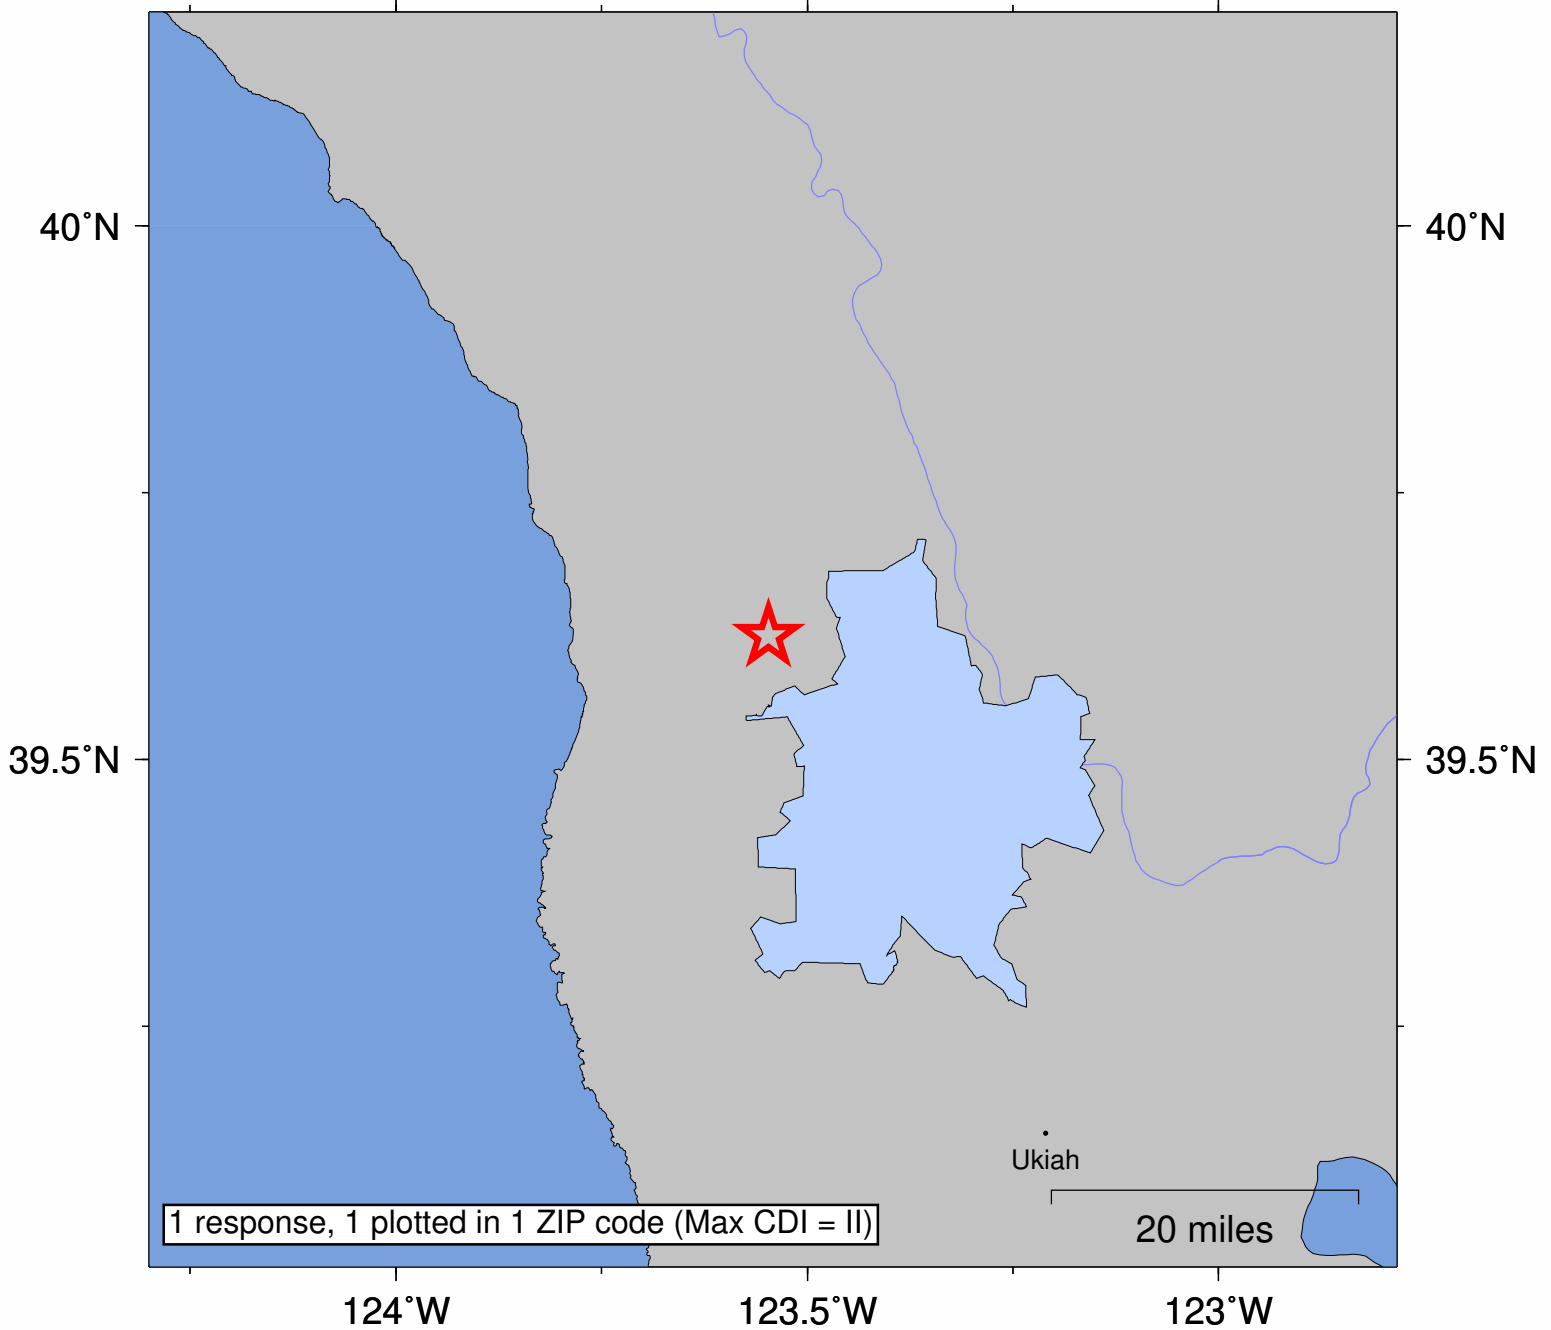 40˚N
40˚N
39.5˚N
39.5˚N
Ukiah
20 miles
1 response, 1 plotted in 1 ZIP code (Max CDI = II)
124˚W
123.5˚W
123˚W